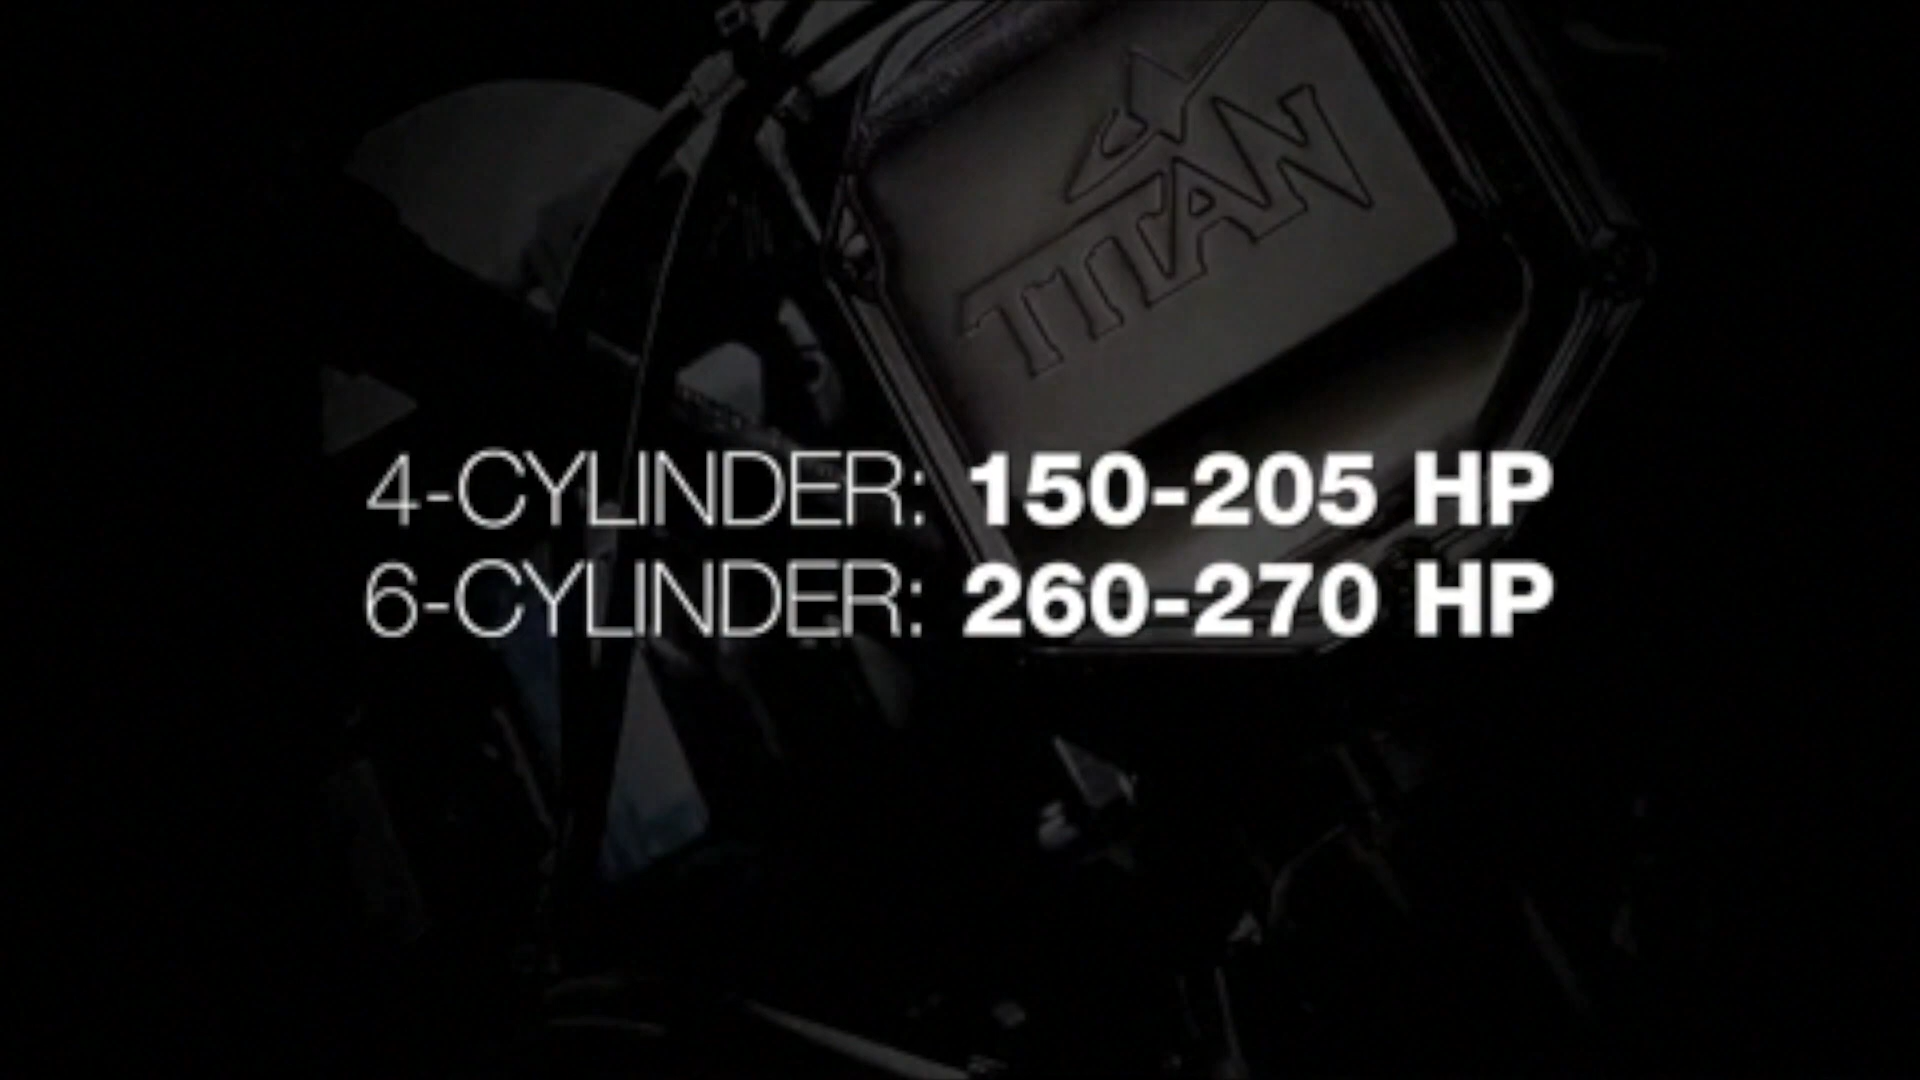 TITAN
4-CYLINDER: 150-205 HP
6-CYLINDER: 260-270 HP